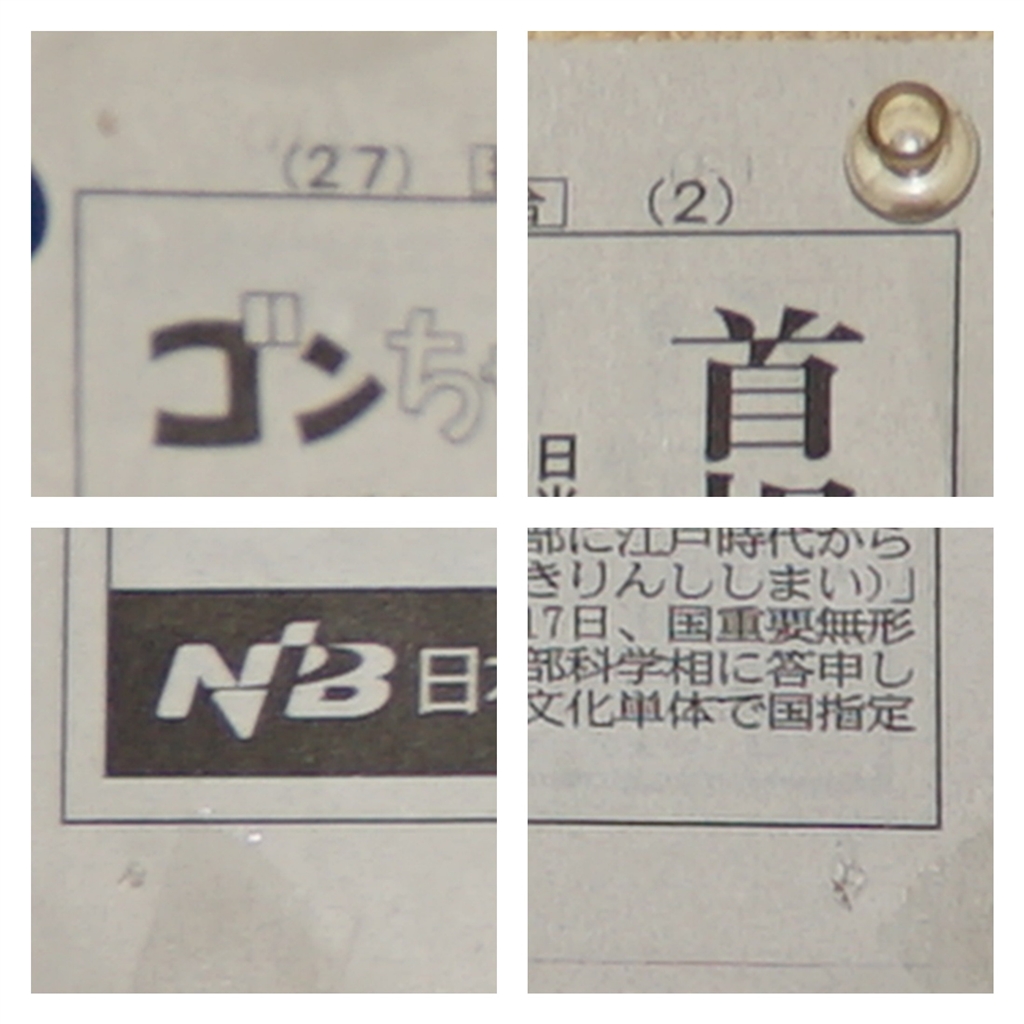 (27)
ゴンち
合 (2)
首
日
NB 日本
部に江戸時代から
きりんししまい)」
17日、国重要無形
部科学相に答申し
文化単体で国指定